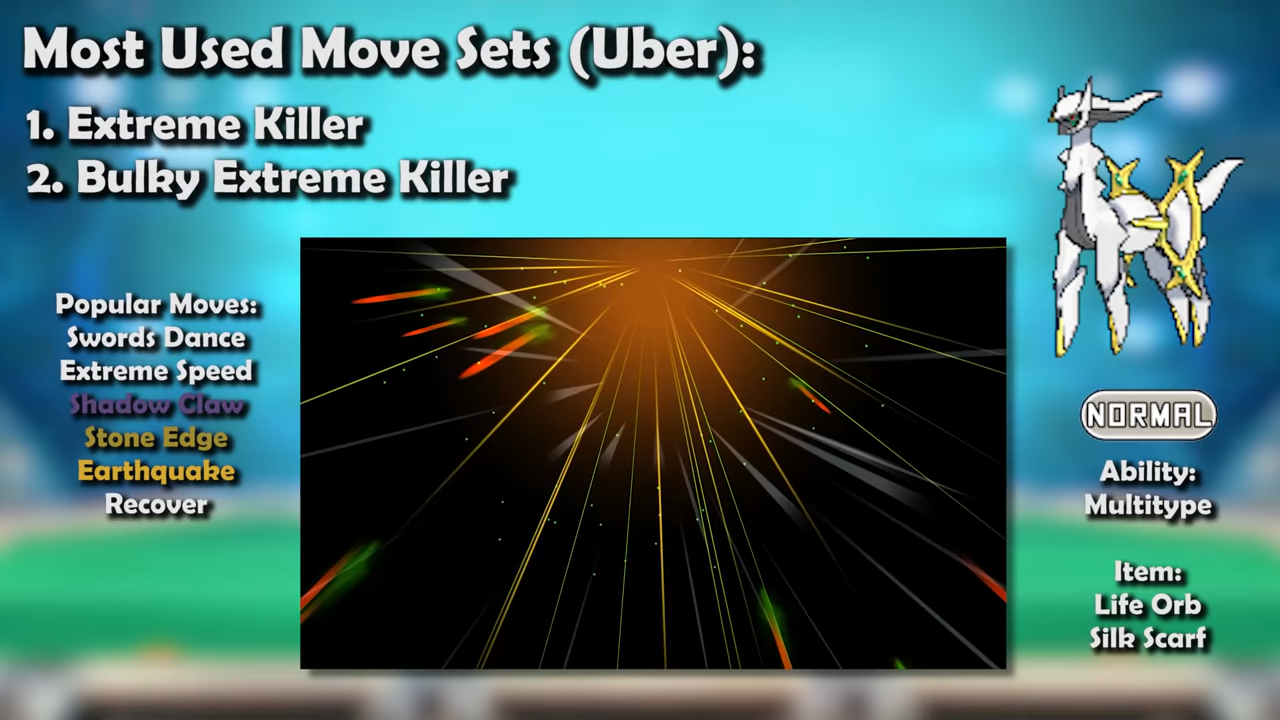 Most Used Move Sets (Uber):
1. Extreme Killer
2. Bulky Extreme Killer
Popular Moves:
Swords Dance
Extreme Speed
Shadow Claw
Stone Edge
Earthquake
Recover
NORMAL
Ability:
Multitype
Item:
Life Orb
Silk Scarf